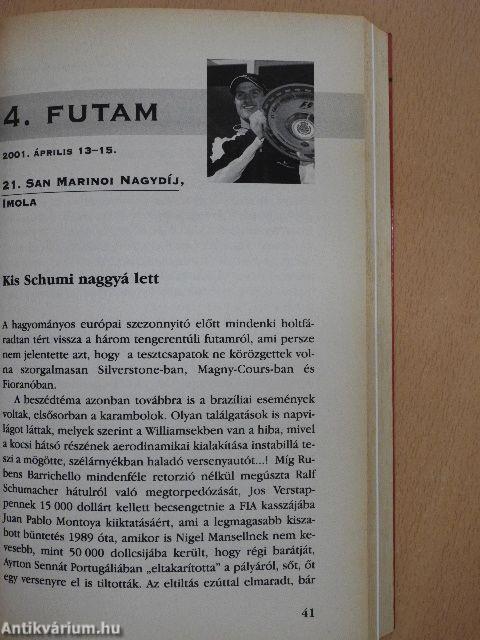 4. FUTAM
2001. ÁPRILIS 13–15.
21. SAN MARINOI NAGYDÍJ,
IMOLA
Kis Schumi naggyá lett
A hagyományos európai szezonnyitó előtt mindenki holtfá-
radtan tért vissza a három tengerentúli futamról, ami persze
nem jelentette azt, hogy a tesztcsapatok ne körözgettek vol-
na szorgalmasan Silverstone-ban, Magny-Cours-ban és
Fioranóban.
A beszédtéma azonban továbbra is a brazíliai események
voltak, elsősorban a karambolok. Olyan találgatások is napvi-
lágot láttak, melyek szerint a Williamsekben van a hiba, mivel
a kocsi hátsó részének aerodinamikai kialakítása instabillá te-
szi a mögötte, szélárnyékban haladó versenyautót...! Míg Ru-
bens Barrichello mindenféle retorzió nélkül megúszta Ralf
Schumacher hátulról való megtorpedózását, Jos Verstap-
pennek 15 000 dollárt kellett becsengetnie a FIA kasszájába
Juan Pablo Montoya kiiktatásáért, ami a legmagasabb kisza-
bott büntetés 1989 óta, amikor is Nigel Mansellnek nem ke-
vesebb, mint 50 000 dollcsijába került, hogy régi barátját,
Ayrton Sennát Portugáliában „eltakarította" a pályáról, sőt, őt
egy versenyre el is tiltották. Az eltiltás ezúttal elmaradt, bár
41
Antikvárium.hu